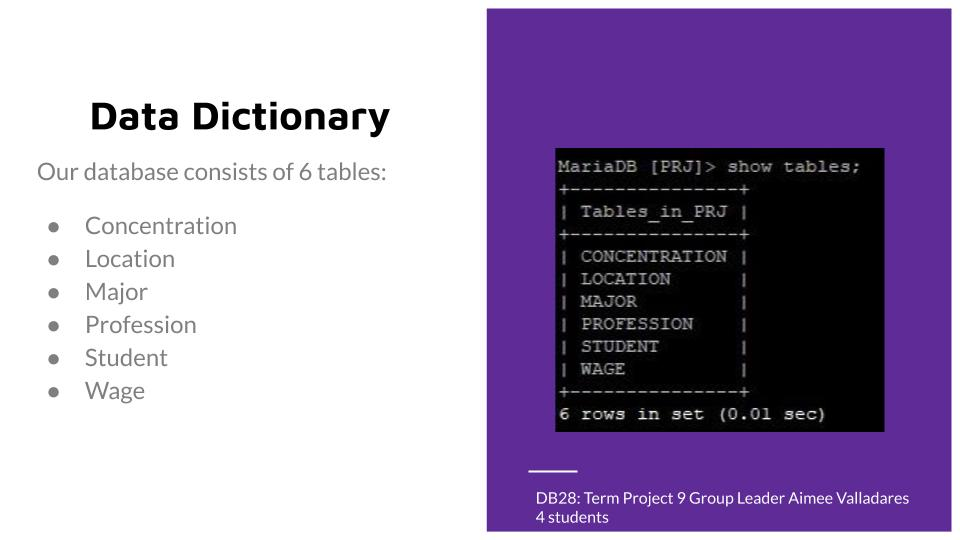 Data Dictionary
Our database consists of 6 tables:
● Concentration
● Location
● Major
● Profession
● Student
● Wage
MariaDB [PRJ]> show tables;
+---------------+
| Tables_in_PRJ |
+---------------+
| CONCENTRATION |
| LOCATION      |
| MAJOR         |
| PROFESSION    |
| STUDENT       |
| WAGE          |
+---------------+
6 rows in set (0.01 sec)
DB28: Term Project 9 Group Leader Aimee Valladares
4 students